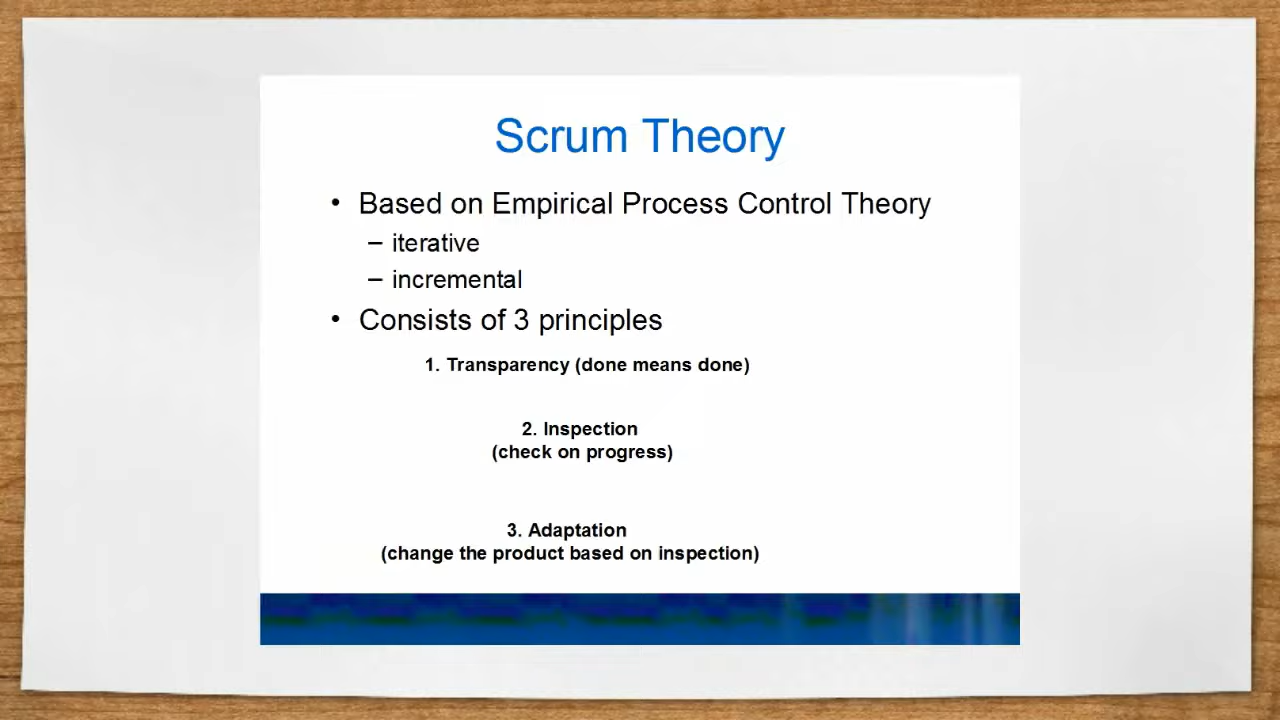 Scrum Theory
• Based on Empirical Process Control Theory
– iterative
– incremental
• Consists of 3 principles
1. Transparency (done means done)
2. Inspection
(check on progress)
3. Adaptation
(change the product based on inspection)